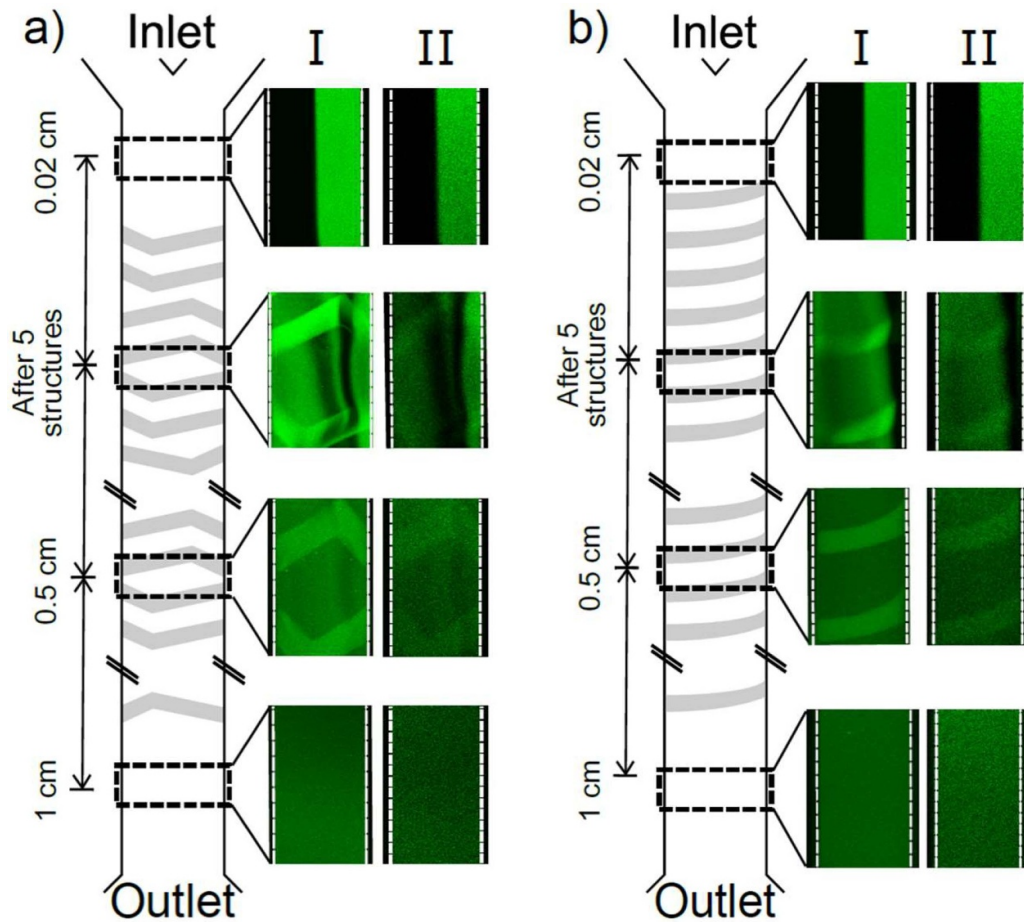 a)
Inlet
I
II
0.02 cm
After 5
structures
0.5 cm
1 cm
Outlet
b)
Inlet
I
II
0.02 cm
After 5
structures
0.5 cm
1 cm
Outlet